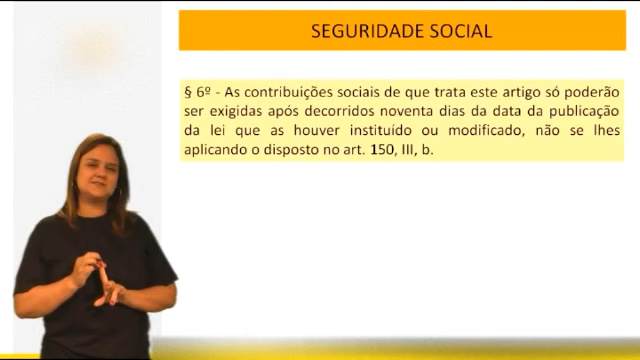 SEGURIDADE SOCIAL
§ 6º - As contribuições sociais de que trata este artigo só poderão
ser exigidas após decorridos noventa dias da data da publicação
da lei que as houver instituído ou modificado, não se lhes
aplicando o disposto no art. 150, III, b.